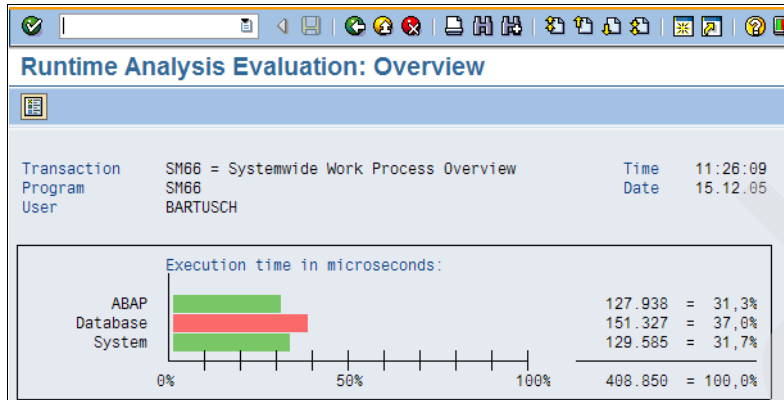 Runtime Analysis Evaluation: Overview
Transaction SM66 = Systemwide Work Process Overview Time 11:26:09
Program SM66 Date 15.12.05
User BARTUSCH
Execution time in microseconds:
ABAP 127.938 = 31,3%
Database 151.327 = 37,0%
System 129.585 = 31,7%
0% 50% 100% 408.850 = 100,0%